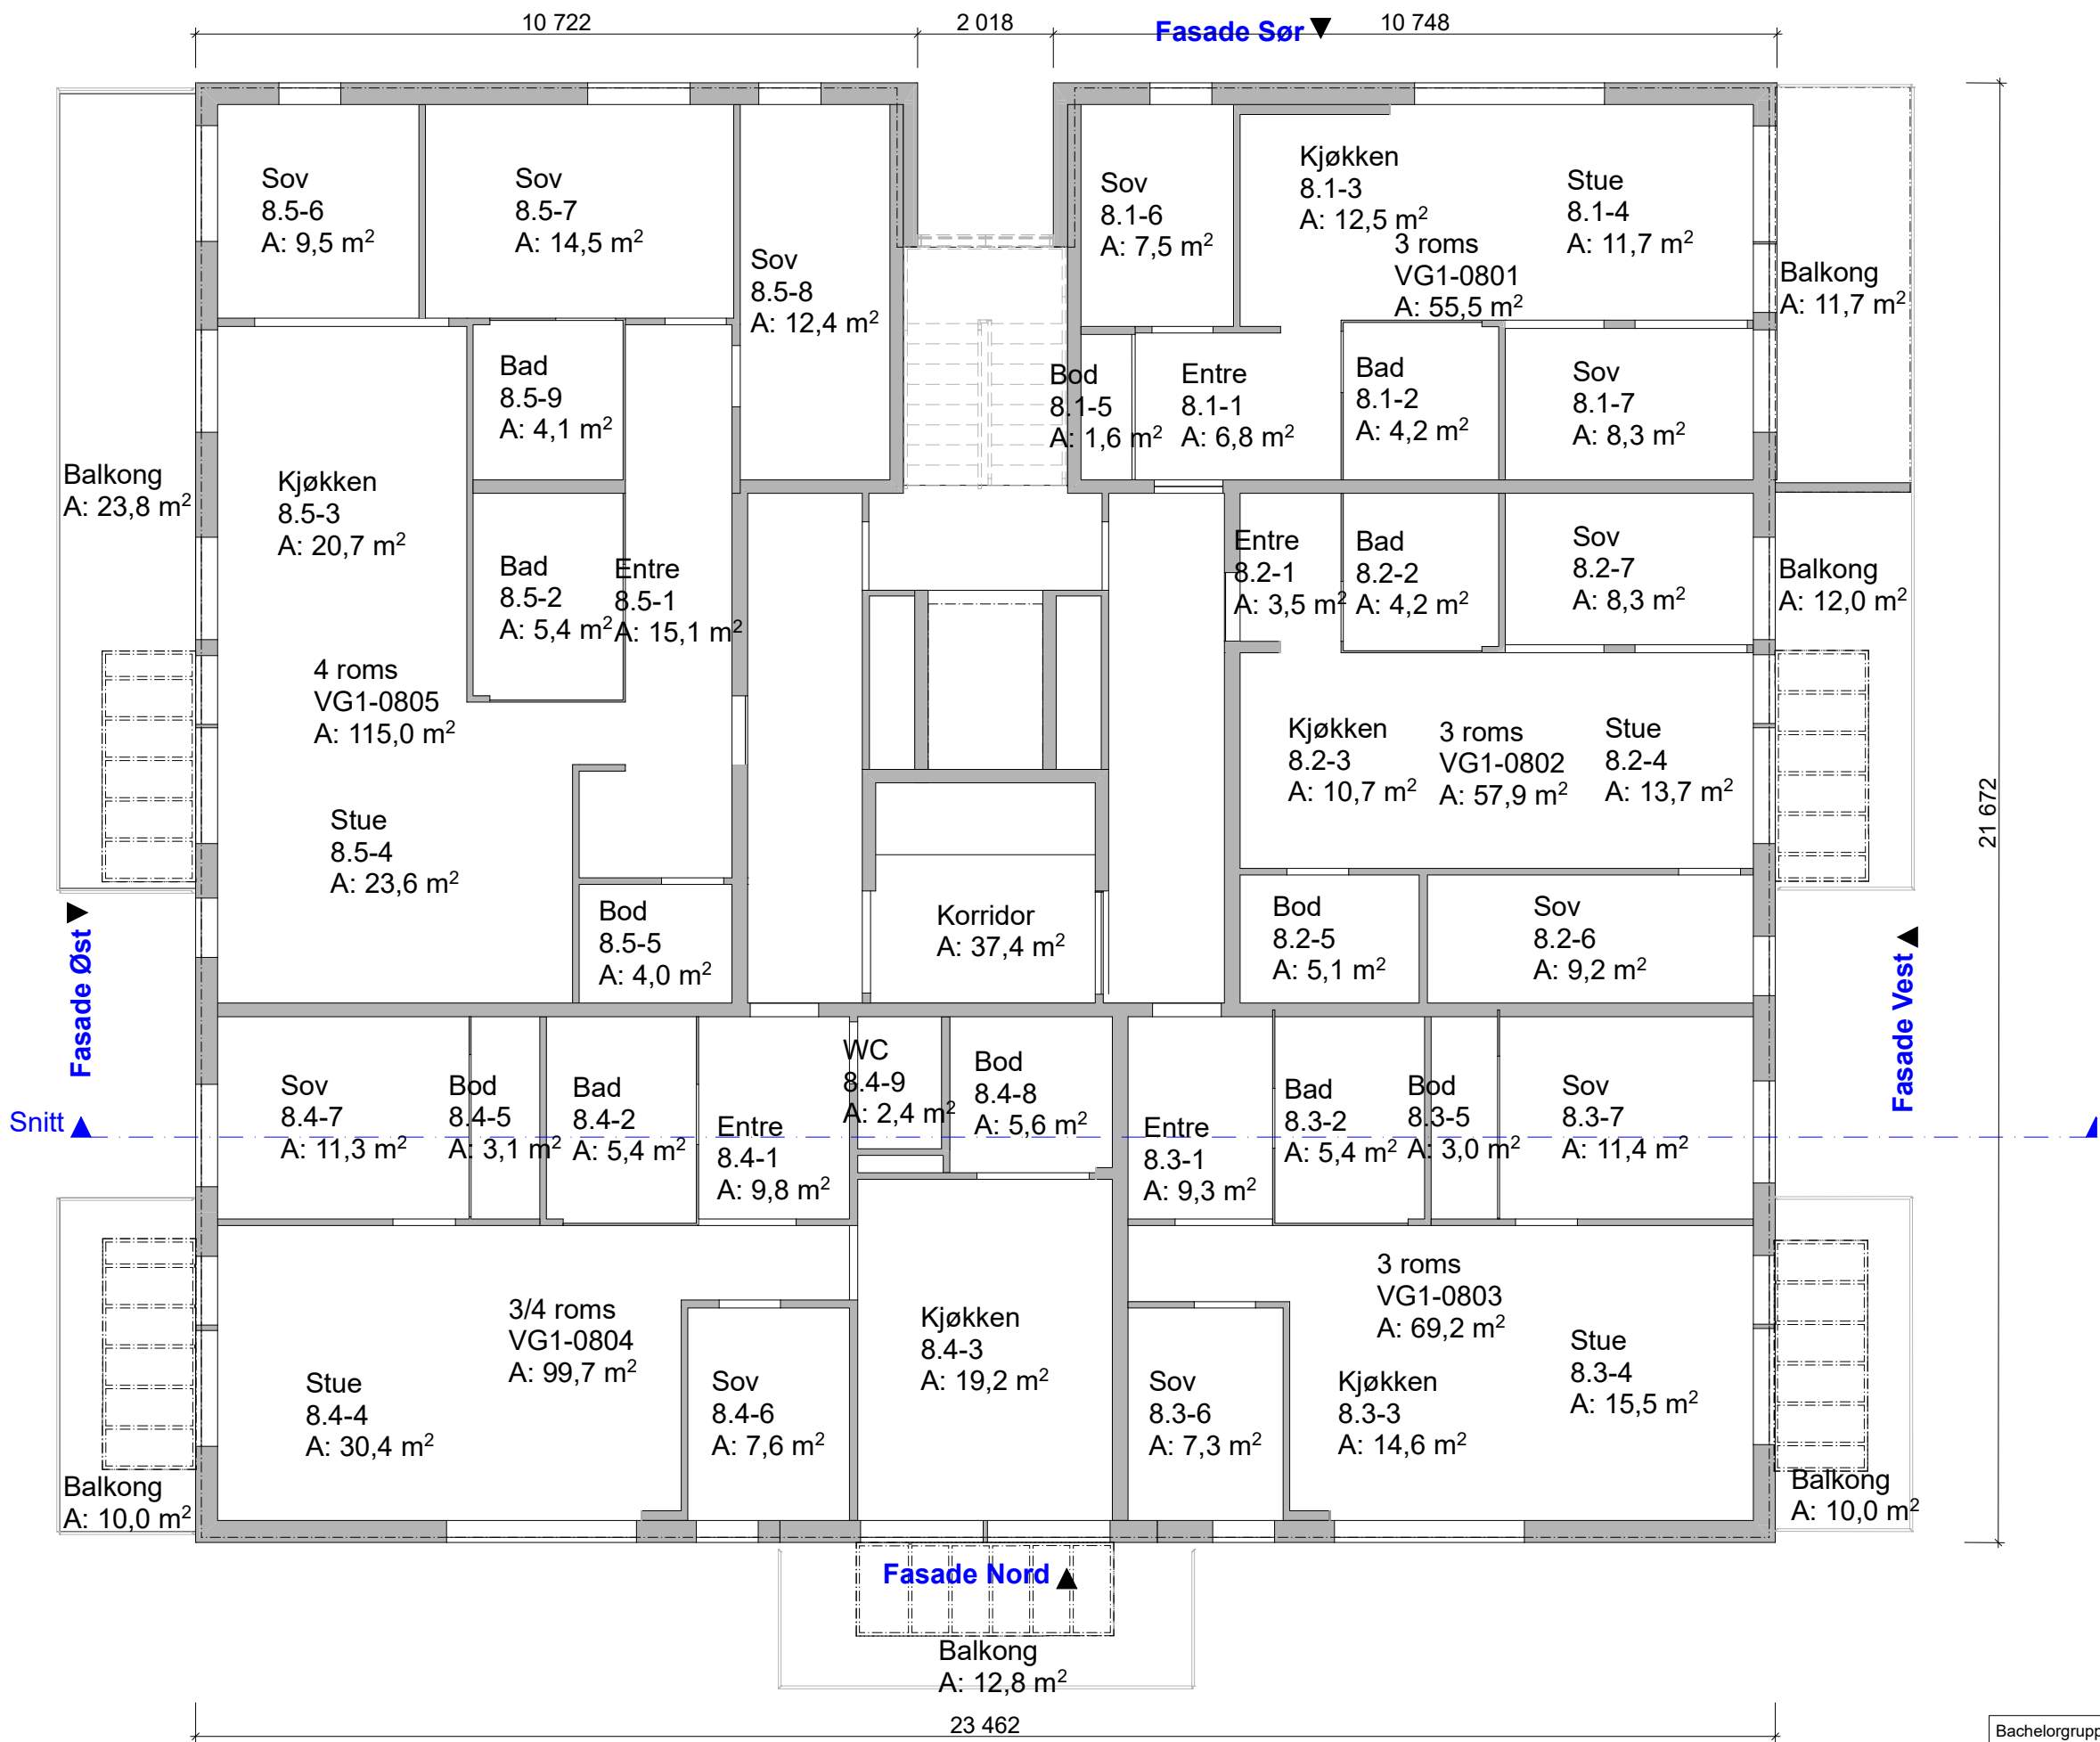 10 722
2 018
Fasade Sør
10 748
Sov
8.5-6
A: 9,5 m²
Sov
8.5-7
A: 14,5 m²
Sov
8.5-8
A: 12,4 m²
Sov
8.1-6
A: 7,5 m²
Kjøkken
8.1-3
A: 12,5 m²
Stue
8.1-4
A: 11,7 m²
3 roms
VG1-0801
A: 55,5 m²
Balkong
A: 11,7 m²
Bad
8.5-9
A: 4,1 m²
Bod
8.1-5
A: 1,6 m²
Entre
8.1-1
A: 6,8 m²
Bad
8.1-2
A: 4,2 m²
Sov
8.1-7
A: 8,3 m²
Balkong
A: 23,8 m²
Kjøkken
8.5-3
A: 20,7 m²
Bad
8.5-2
A: 5,4 m²
Entre
8.5-1
A: 15,1 m²
Entre
8.2-1
A: 3,5 m²
Bad
8.2-2
A: 4,2 m²
Sov
8.2-7
A: 8,3 m²
Balkong
A: 12,0 m²
4 roms
VG1-0805
A: 115,0 m²
Kjøkken
8.2-3
A: 10,7 m²
3 roms
VG1-0802
A: 57,9 m²
Stue
8.2-4
A: 13,7 m²
21 672
Stue
8.5-4
A: 23,6 m²
Bod
8.5-5
A: 4,0 m²
Korridor
A: 37,4 m²
Bod
8.2-5
A: 5,1 m²
Sov
8.2-6
A: 9,2 m²
Fasade Øst
Fasade Vest
Snitt
Sov
8.4-7
A: 11,3 m²
Bod
8.4-5
A: 3,1 m²
Bad
8.4-2
A: 5,4 m²
Entre
8.4-1
A: 9,8 m²
WC
8.4-9
A: 2,4 m²
Bod
8.4-8
A: 5,6 m²
Entre
8.3-1
A: 9,3 m²
Bad
8.3-2
A: 5,4 m²
Bod
8.3-5
A: 3,0 m²
Sov
8.3-7
A: 11,4 m²
3/4 roms
VG1-0804
A: 99,7 m²
Stue
8.4-4
A: 30,4 m²
Sov
8.4-6
A: 7,6 m²
Kjøkken
8.4-3
A: 19,2 m²
Sov
8.3-6
A: 7,3 m²
3 roms
VG1-0803
A: 69,2 m²
Kjøkken
8.3-3
A: 14,6 m²
Stue
8.3-4
A: 15,5 m²
Balkong
A: 10,0 m²
Balkong
A: 10,0 m²
Fasade Nord
Balkong
A: 12,8 m²
23 462
Bachelorgrupp